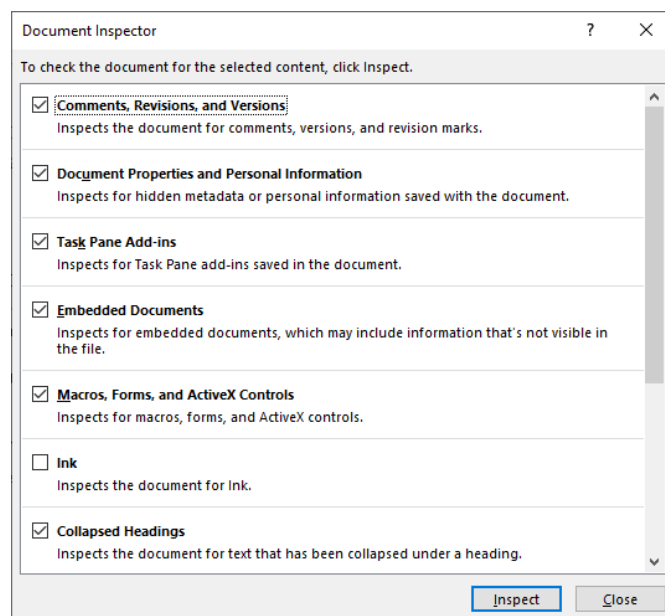 Document Inspector
To check the document for the selected content, click Inspect.
Comments, Revisions, and Versions
Inspects the document for comments, versions, and revision marks.
Document Properties and Personal Information
Inspects for hidden metadata or personal information saved with the document.
Task Pane Add-ins
Inspects for Task Pane add-ins saved in the document.
Embedded Documents
Inspects for embedded documents, which may include information that's not visible in
the file.
Macros, Forms, and ActiveX Controls
Inspects for macros, forms, and ActiveX controls.
Ink
Inspects the document for Ink.
Collapsed Headings
Inspects the document for text that has been collapsed under a heading.
Inspect Close